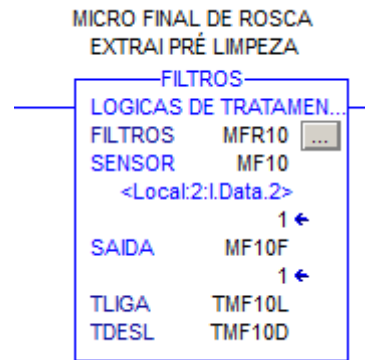 MICRO FINAL DE ROSCA
EXTRAI PRÉ LIMPEZA
FILTROS
LOGICAS DE TRATAMEN...
FILTROS MFR10 ...
SENSOR MF10
<Local:2:I.Data.2>
1
SAIDA MF10F
1
TLIGA TMF10L
TDESL TMF10D